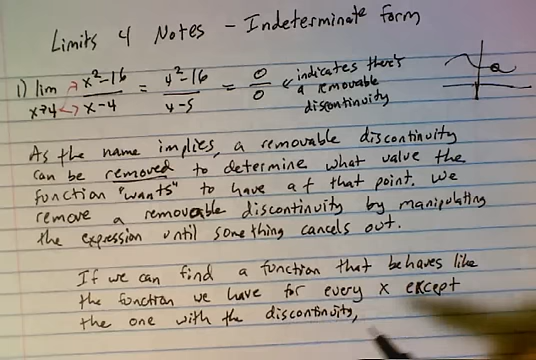 Limits 4 Notes - Indeterminate Form
1) lim x→4 x²-16 / x-4 = 4²-16 / 4-5 = 0/0 ← indicates there's
a removable
discontinuity
As the name implies, a removable discontinuity
can be removed to determine what value the
function "wants" to have at that point. We
remove a removable discontinuity by manipulating
the expression until something cancels out.
If we can find a function that behaves like
the function we have for every x except
the one with the discontinuity,